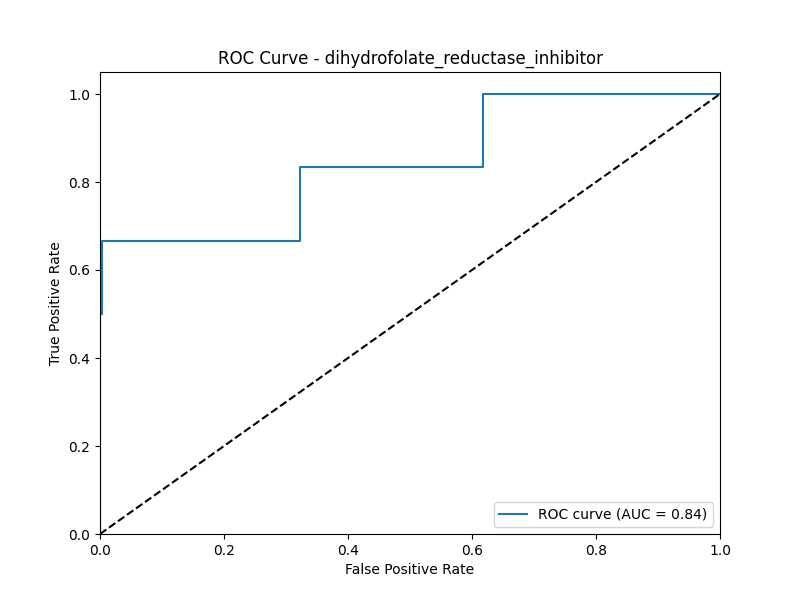 ROC Curve - dihydrofolate_reductase_inhibitor
True Positive Rate
1.0
0.8
0.6
0.4
0.2
0.0
ROC curve (AUC = 0.84)
0.0 0.2 0.4 0.6 0.8 1.0
False Positive Rate